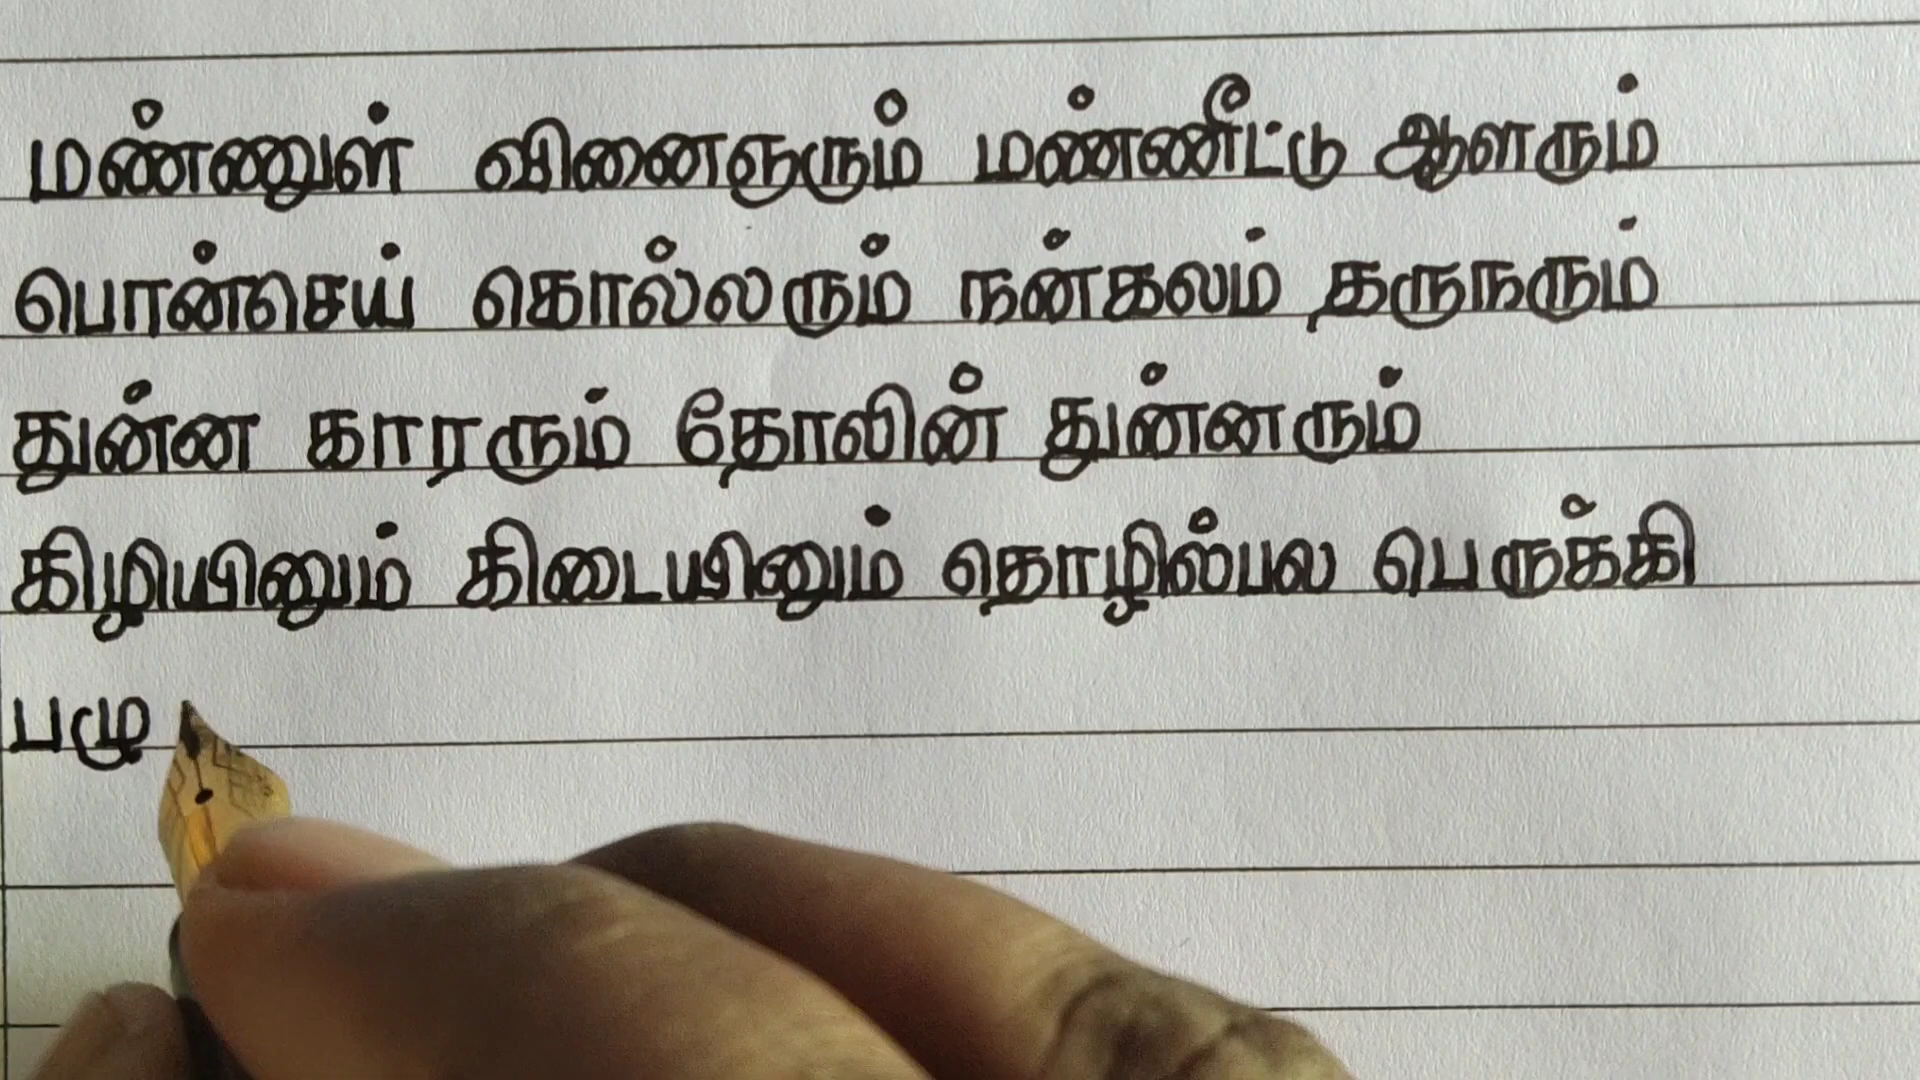 மண்ணுள் வினைஞரும் மண்ணீட்டு ஆளரும்
பொன்செய் கொல்லரும் நன்கலம் தருநரும்
துன்ன காரரும் தோலின் துன்னரும்
கிழியினும் கிடையினும் தொழில்பல பெருக்கி
பழு